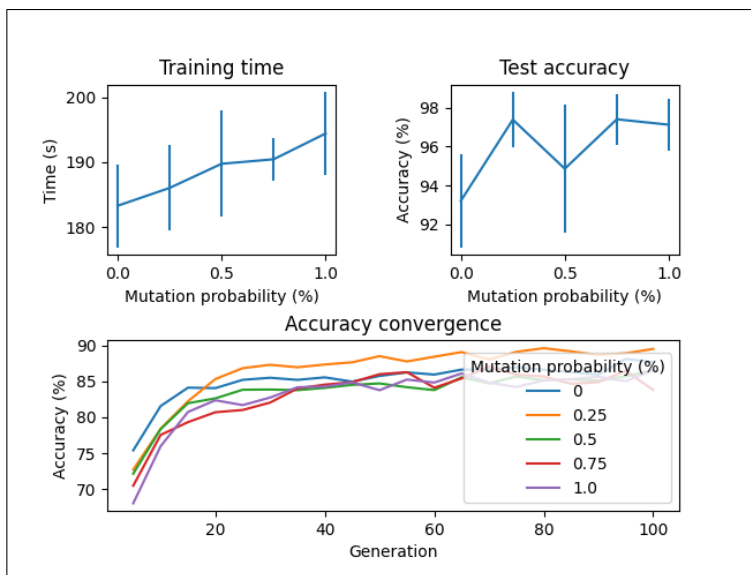 Training time
200
190
180
Time (s)
0.0 0.5 1.0
Mutation probability (%)
Test accuracy
98
96
94
92
Accuracy (%)
0.0 0.5 1.0
Mutation probability (%)
Accuracy convergence
90
85
80
75
70
Accuracy (%)
Mutation probability (%)
0
0.25
0.5
0.75
1.0
20 40 60 80 100
Generation